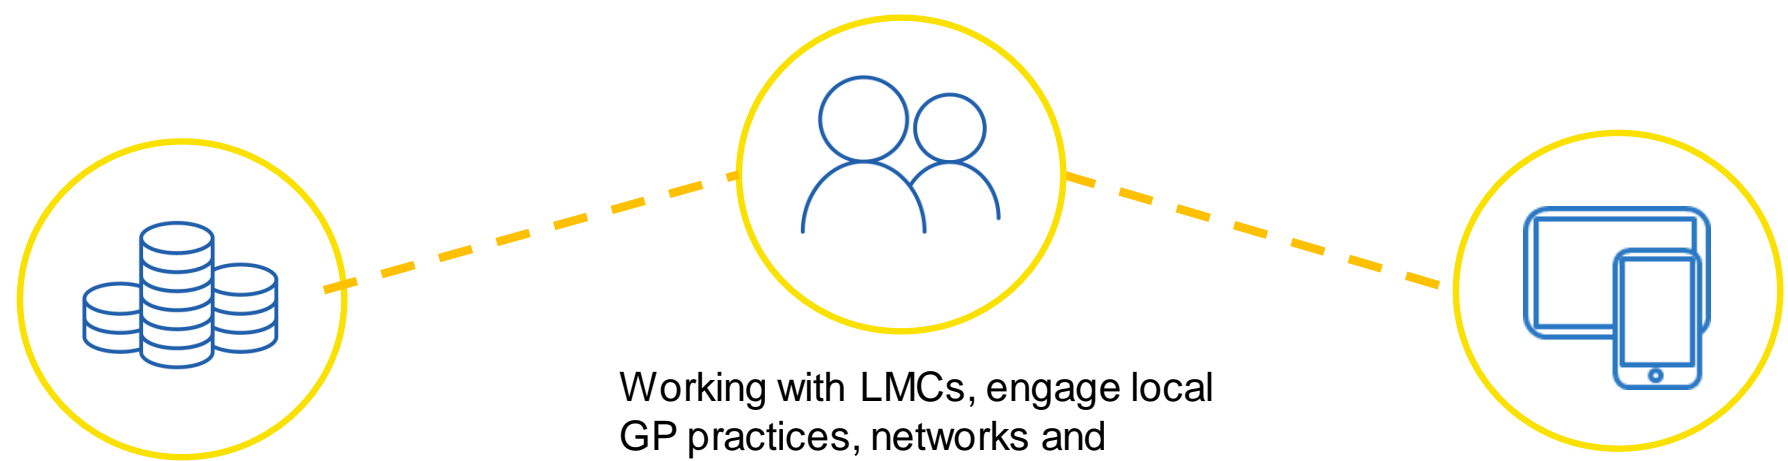 Working with LMCs, engage local
GP practices, networks and